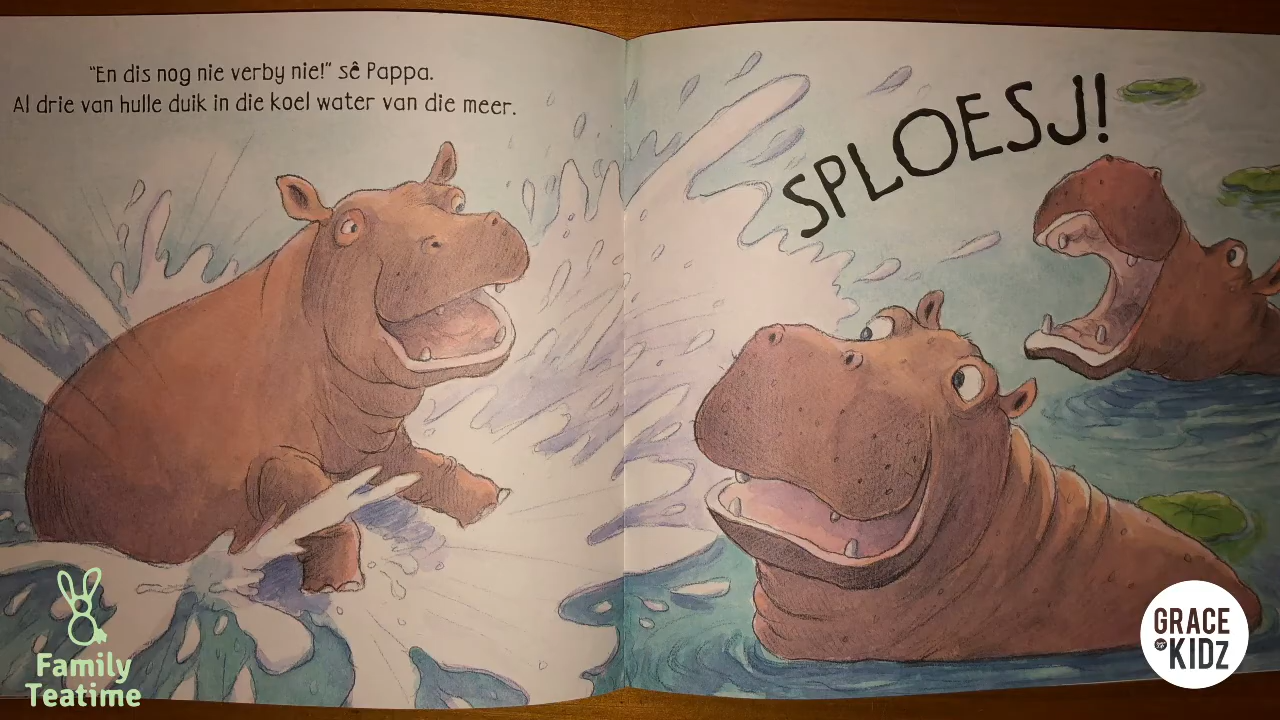 "En dis nog nie verby nie!" sê Pappa.
Al drie van hulle duik in die koel water van die meer.
SPLOESJ!
Family
Teatime
GRACE
KIDZ